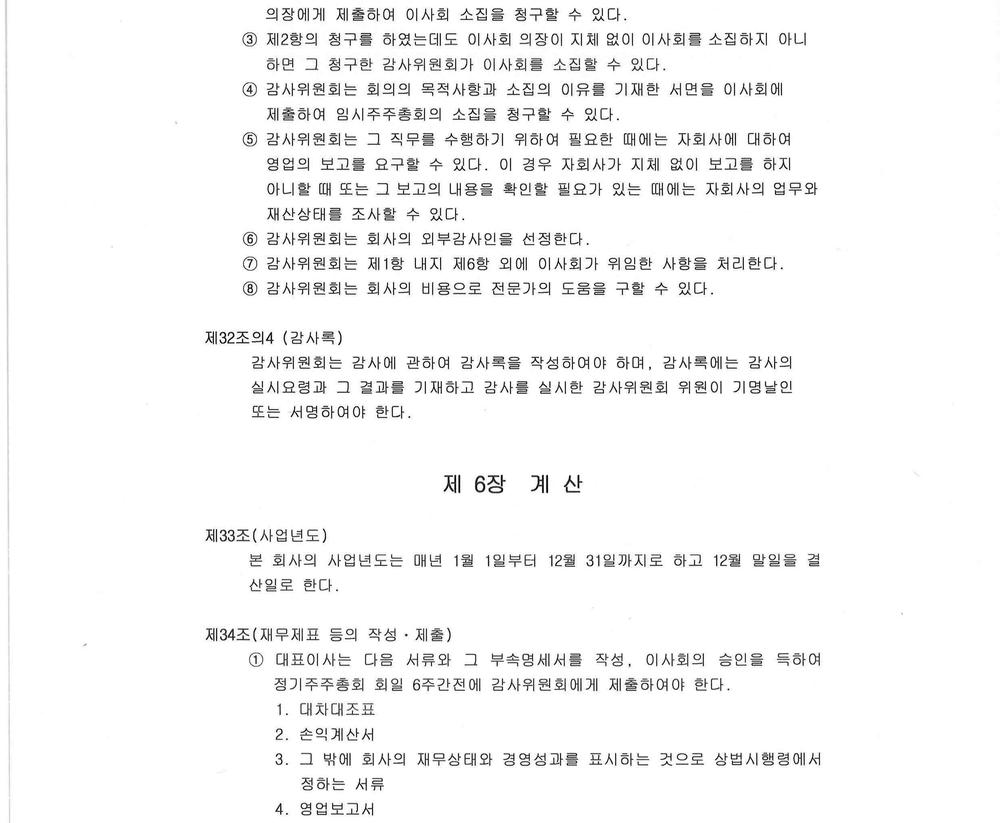 의장에게 제출하여 이사회 소집을 청구할 수 있다.
③ 제2항의 청구를 하였는데도 이사회 의장이 지체 없이 이사회를 소집하지 아니
하면 그 청구한 감사위원회가 이사회를 소집할 수 있다.
④ 감사위원회는 회의의 목적사항과 소집의 이유를 기재한 서면을 이사회에
제출하여 임시주주총회의 소집을 청구할 수 있다.
⑤ 감사위원회는 그 직무를 수행하기 위하여 필요한 때에는 자회사에 대하여
영업의 보고를 요구할 수 있다. 이 경우 자회사가 지체 없이 보고를 하지
아니할 때 또는 그 보고의 내용을 확인할 필요가 있는 때에는 자회사의 업무와
재산상태를 조사할 수 있다.
⑥ 감사위원회는 회사의 외부감사인을 선정한다.
⑦ 감사위원회는 제1항 내지 제6항 외에 이사회가 위임한 사항을 처리한다.
⑧ 감사위원회는 회사의 비용으로 전문가의 도움을 구할 수 있다.
제32조의4 (감사록)
감사위원회는 감사에 관하여 감사록을 작성하여야 하며, 감사록에는 감사의
실시요령과 그 결과를 기재하고 감사를 실시한 감사위원회 위원이 기명날인
또는 서명하여야 한다.
제 6장 계 산
제33조(사업년도)
본 회사의 사업년도는 매년 1월 1일부터 12월 31일까지로 하고 12월 말일을 결
산일로 한다.
제34조(재무제표 등의 작성·제출)
① 대표이사는 다음 서류와 그 부속명세서를 작성, 이사회의 승인을 득하여
정기주주총회 회일 6주간전에 감사위원회에게 제출하여야 한다.
1. 대차대조표
2. 손익계산서
3. 그 밖에 회사의 재무상태와 경영성과를 표시하는 것으로 상법시행령에서
정하는 서류
4. 영업보고서